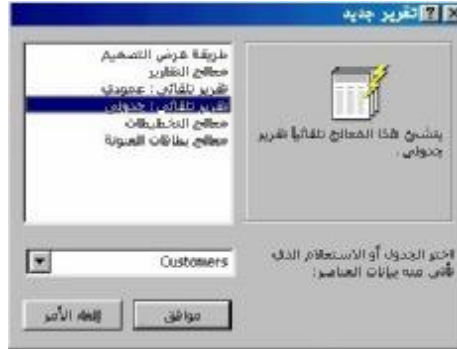 تقرير جديد
طريقة عرض التصميم
معالج التقارير
تقرير تلقائي: عمودي
تقرير تلقائي: جدولي
معالج التخطيطات
معالج بطاقات العنونة
ينشئ هذا المعالج تلقائياً تقرير
جدولي.
اختر الجدول أو الاستعلام الذي
تأتي منه بيانات العناصر:
Customers
موافق
إلغاء الأمر